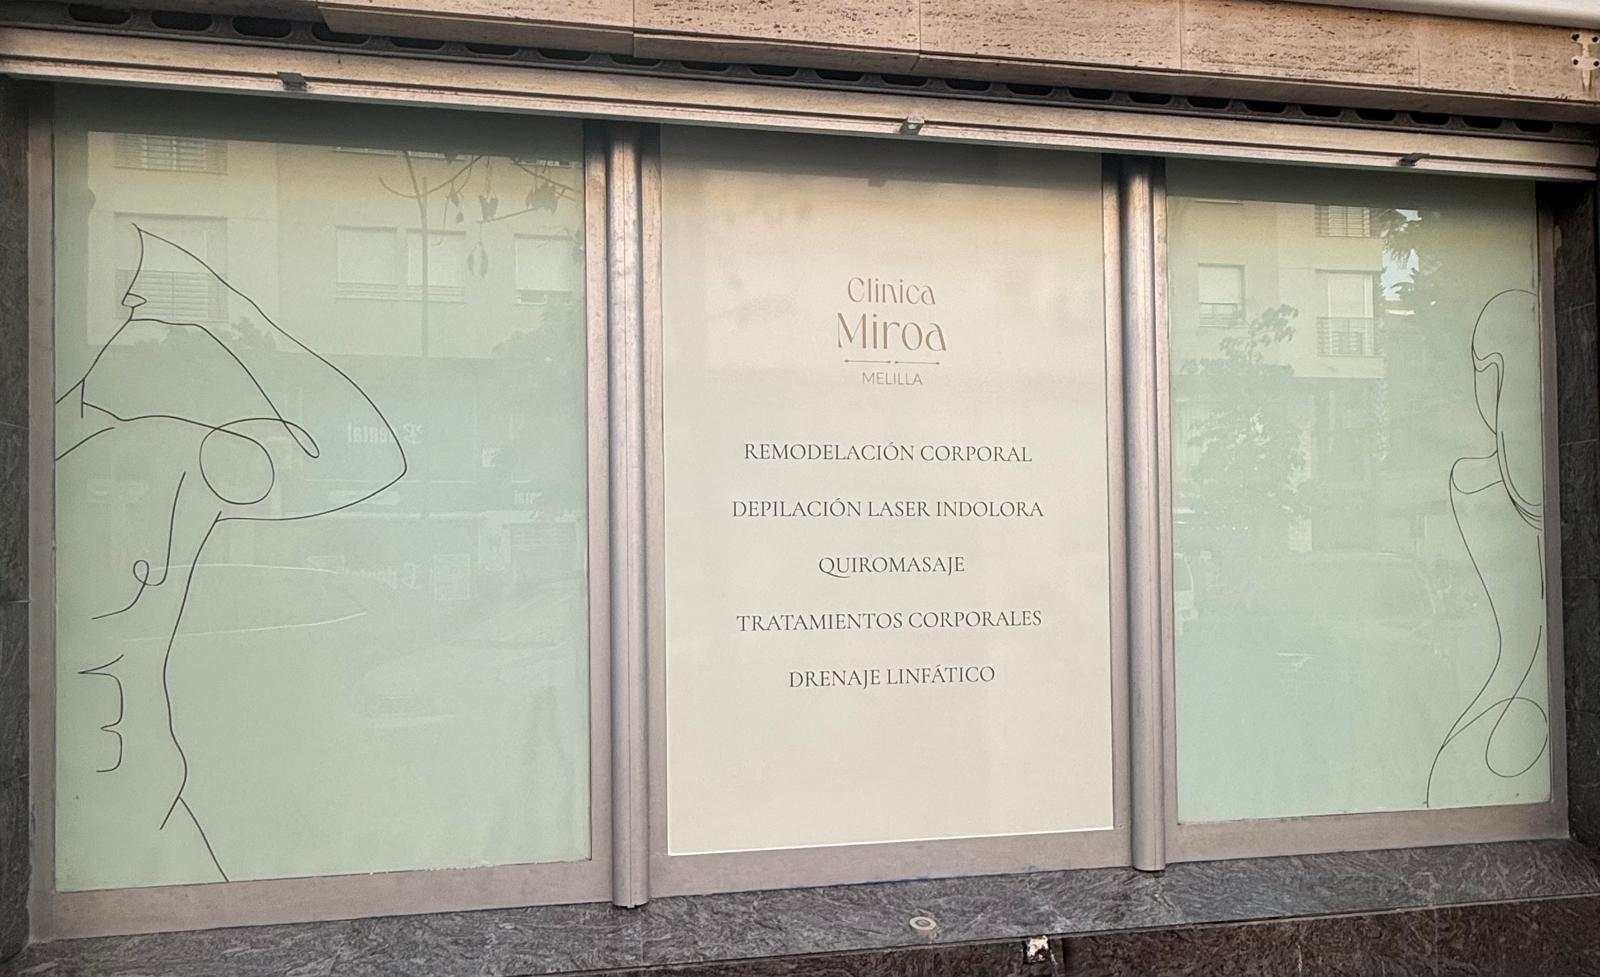 Clinica
Miroa
MELILLA
REMODELACIÓN CORPORAL
DEPILACIÓN LASER INDOLORA
QUIROMASAJE
TRATAMIENTOS CORPORALES
DRENAJE LINFÁTICO